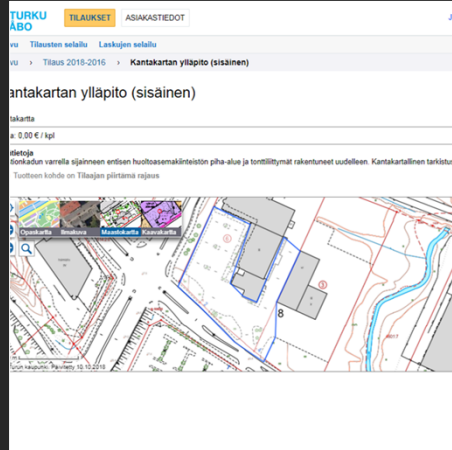 TURKU
ÅBO
TILAUKSET
ASIAKASTIEDOT
vu Tilausten selailu Laskujen selailu
vu › Tilaus 2018-2016 › Kantakartan ylläpito (sisäinen)
antakartan ylläpito (sisäinen)
takartta
a: 0,00 € / kpl
tietoja
tionkadun varrella sijainneen entisen huoltoasemakiinteistön piha-alue ja tonttiliittymät rakentuneet uudelleen. Kantakartallinen tarkistus
Tuotteen kohde on Tilaajan piirtämä rajaus
Opaskartta Ilmakuva Maastokartta Kaavakartta
8
urun kaupunki, Päivitetty 10.10.2018